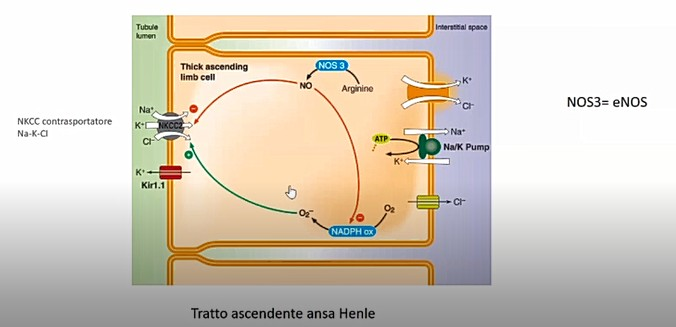 Tubule
lumen
Interstitial space
Thick ascending
limb cell
NOS 3
NO
Arginine
K⁺
Cl⁻
NOS3= eNOS
NKCC contrasportatore
Na-K-Cl
Na⁺
K⁺
NKCC2
Cl⁻
ATP
Na⁺
Na/K Pump
K⁺
K⁺
Kir1.1
O₂⁻
O₂
Cl⁻
NADPH ox
Tratto ascendente ansa Henle